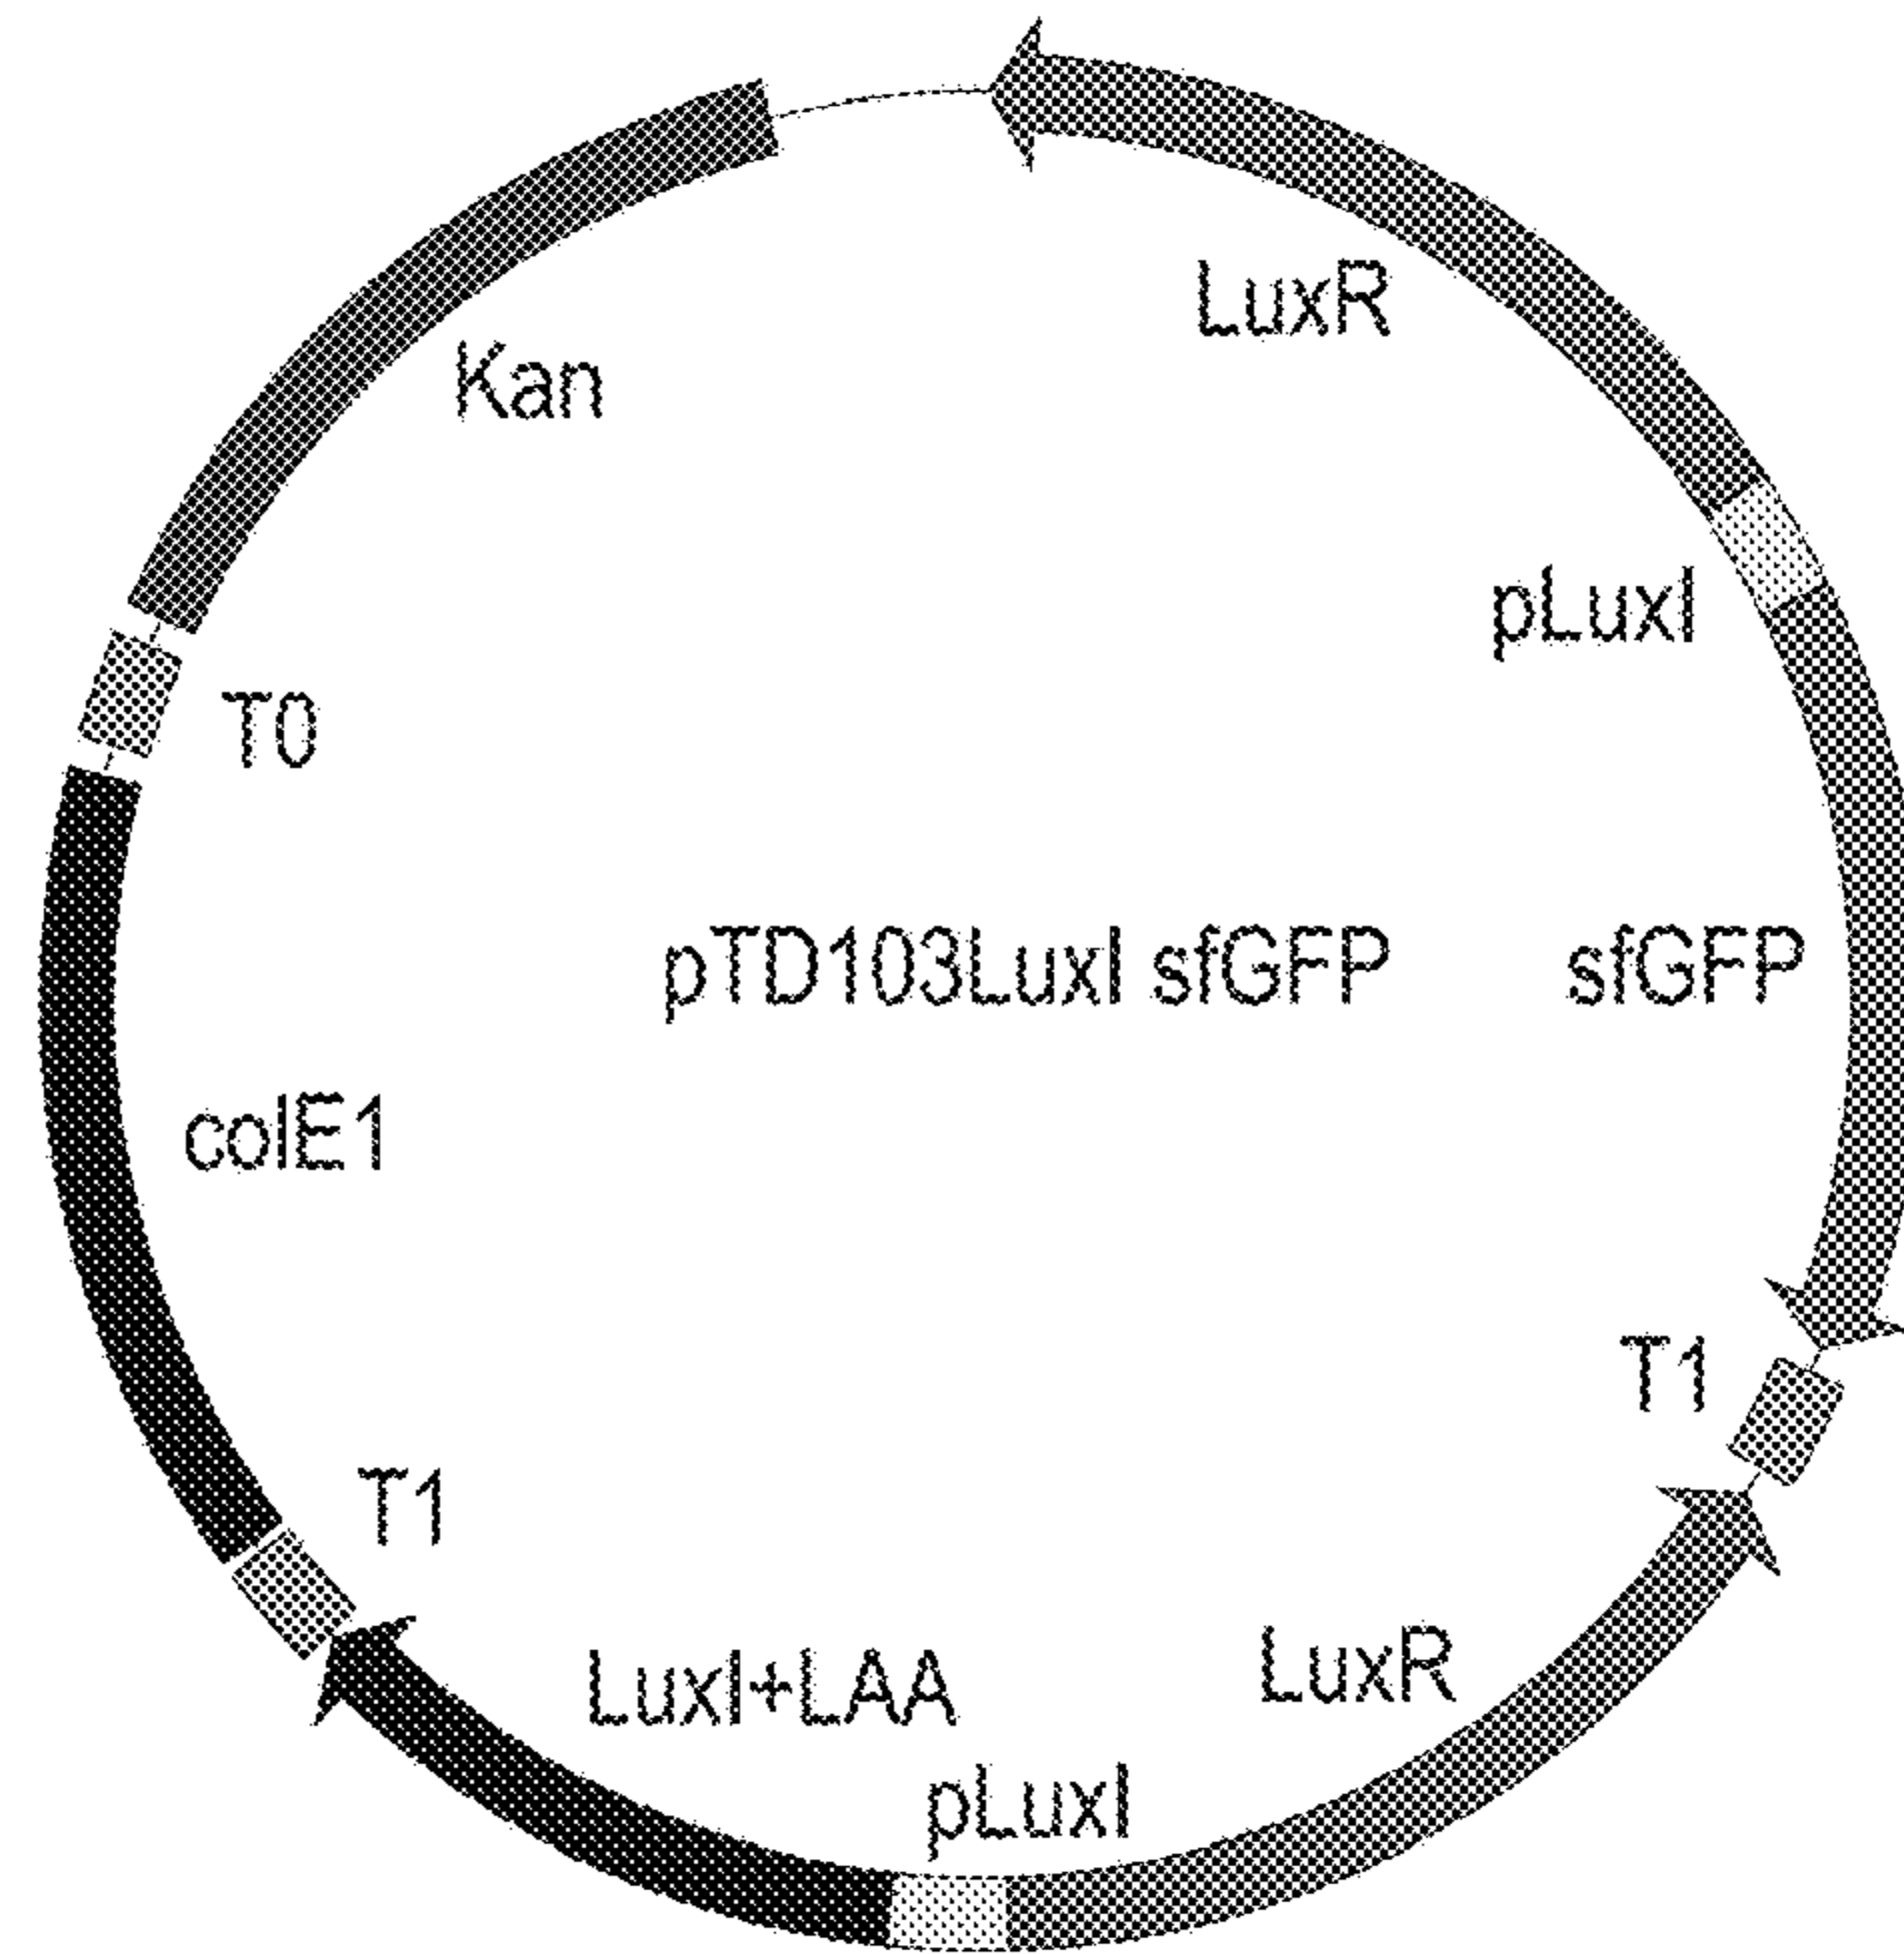 LuxR
Kan
pLuxI
T0
pTD103LuxI sfGFP
sfGFP
colE1
T1
T1
LuxR
LuxI+LAA
pLuxI